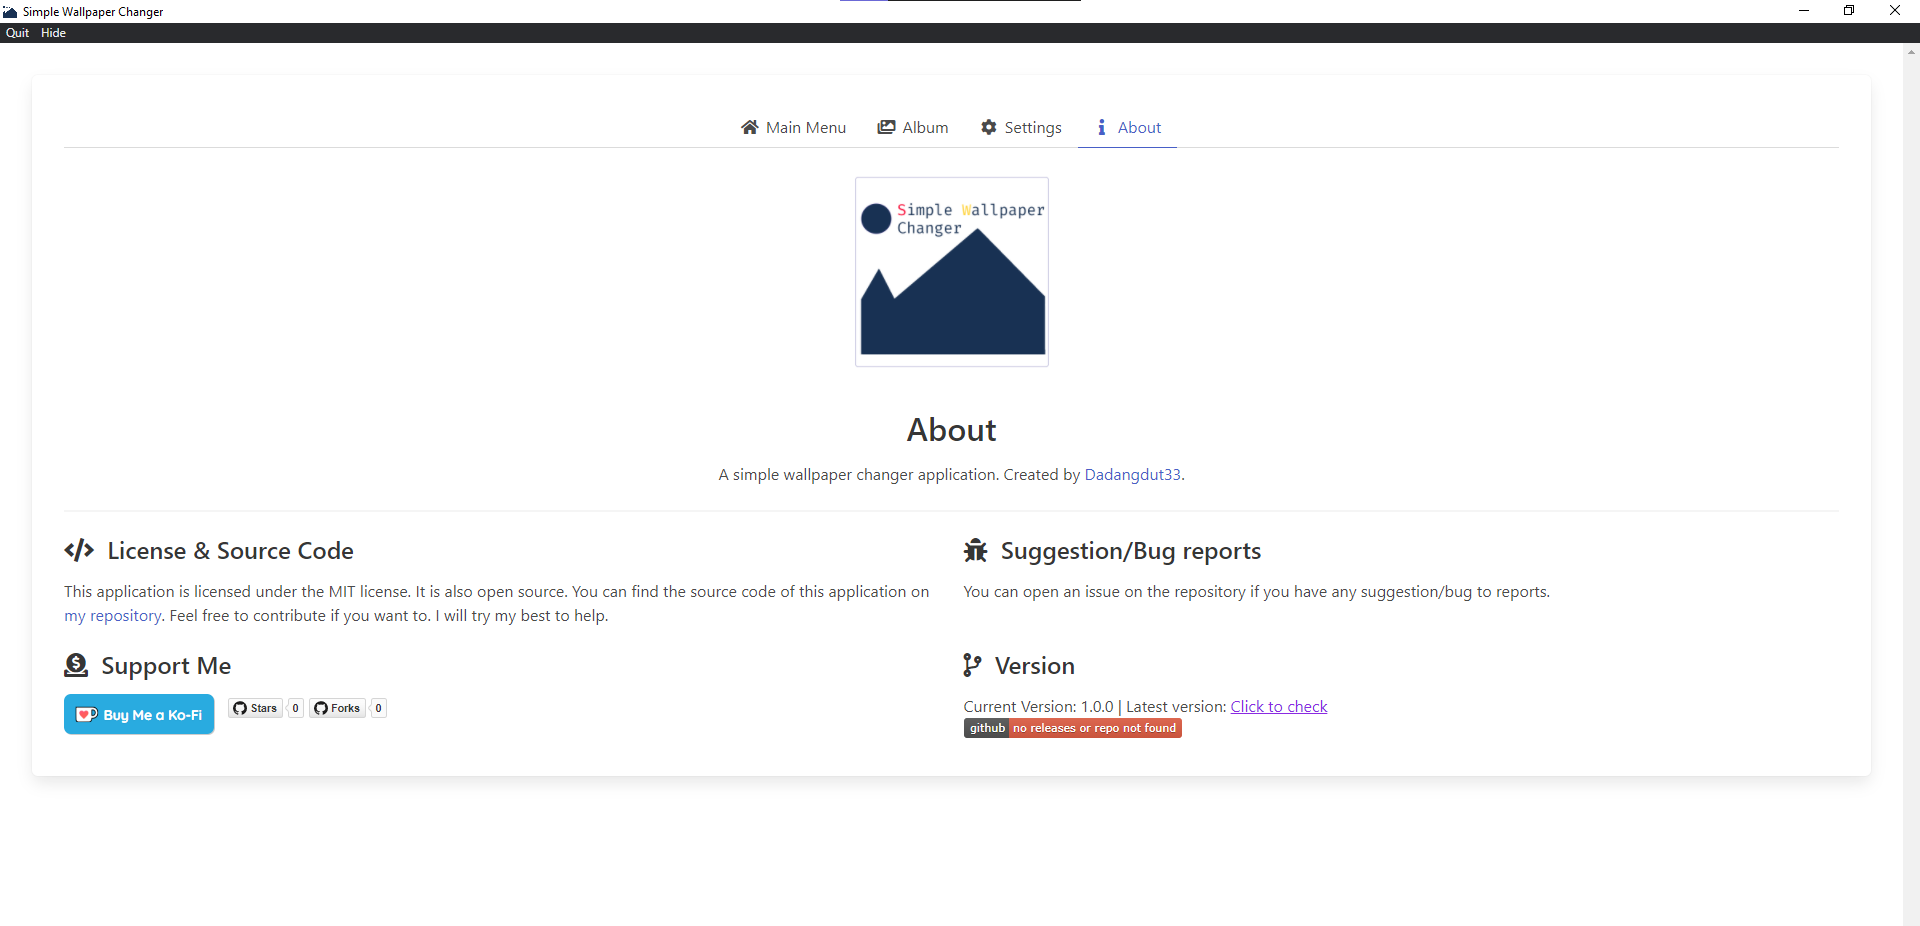 Simple Wallpaper Changer
Quit Hide
Main Menu Album Settings About
Simple Wallpaper
Changer
About
A simple wallpaper changer application. Created by Dadangdut33.
License & Source Code
This application is licensed under the MIT license. It is also open source. You can find the source code of this application on
my repository. Feel free to contribute if you want to. I will try my best to help.
Suggestion/Bug reports
You can open an issue on the repository if you have any suggestion/bug to reports.
Support Me
Buy Me a Ko-Fi Stars 0 Forks 0
Version
Current Version: 1.0.0 | Latest version: Click to check
github no releases or repo not found